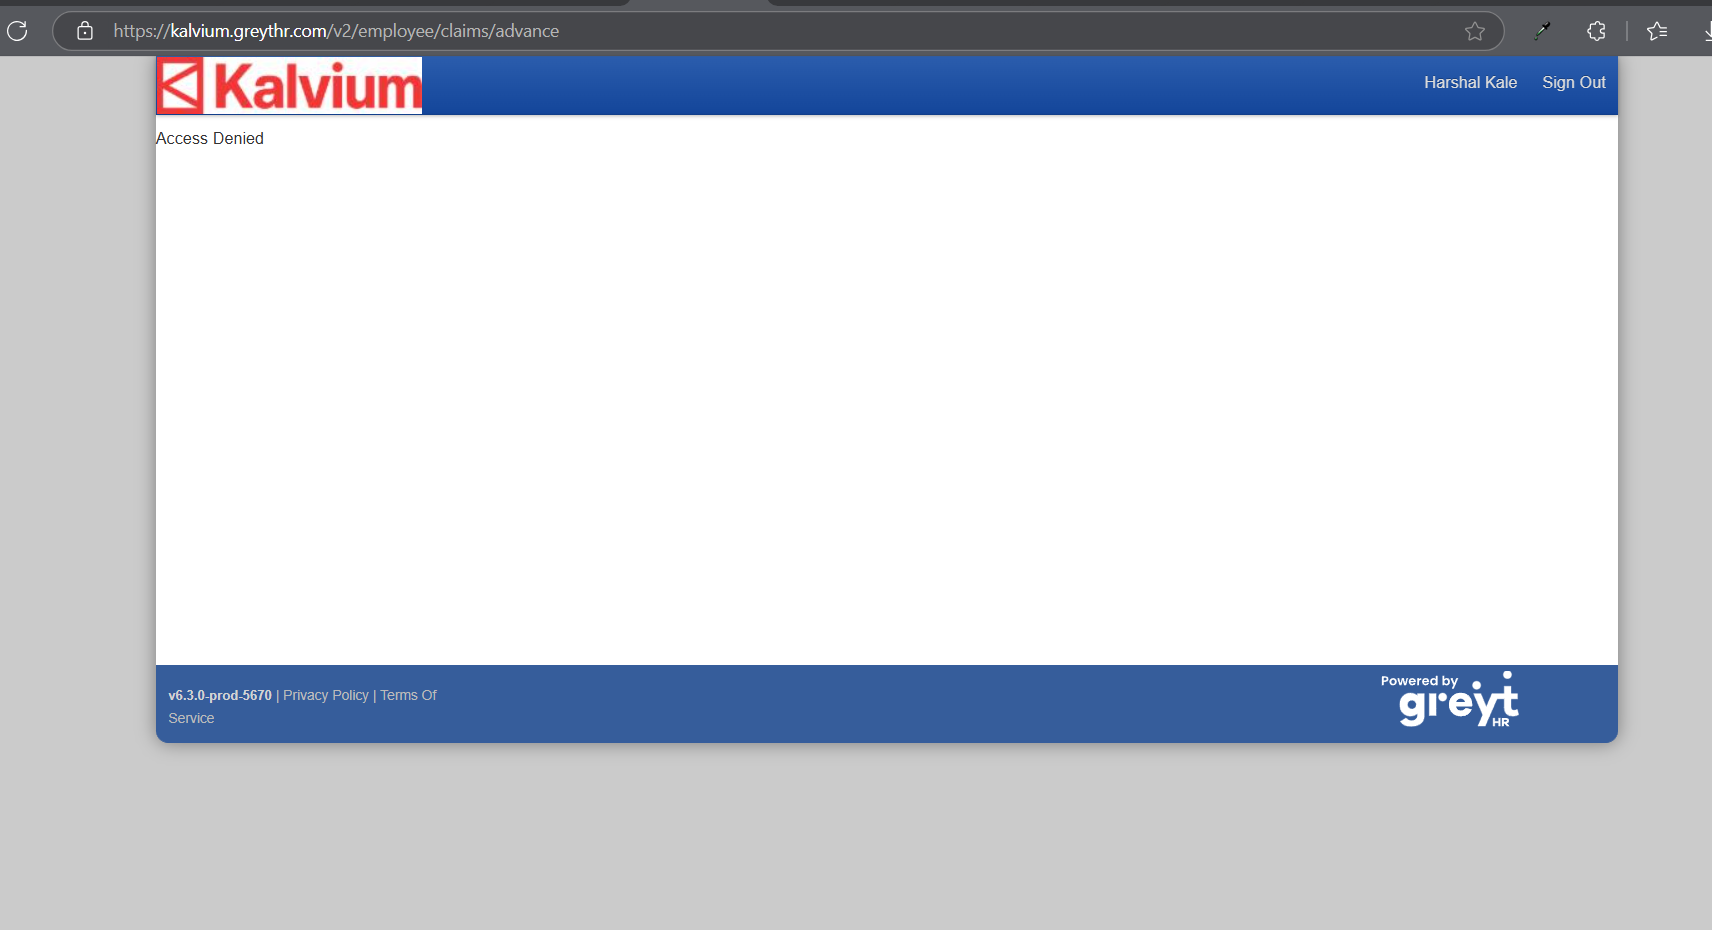 https://kalvium.greythr.com/v2/employee/claims/advance
Kalvium
Harshal Kale Sign Out
Access Denied
v6.3.0-prod-5670 | Privacy Policy | Terms Of
Service
Powered by
greyt
HR